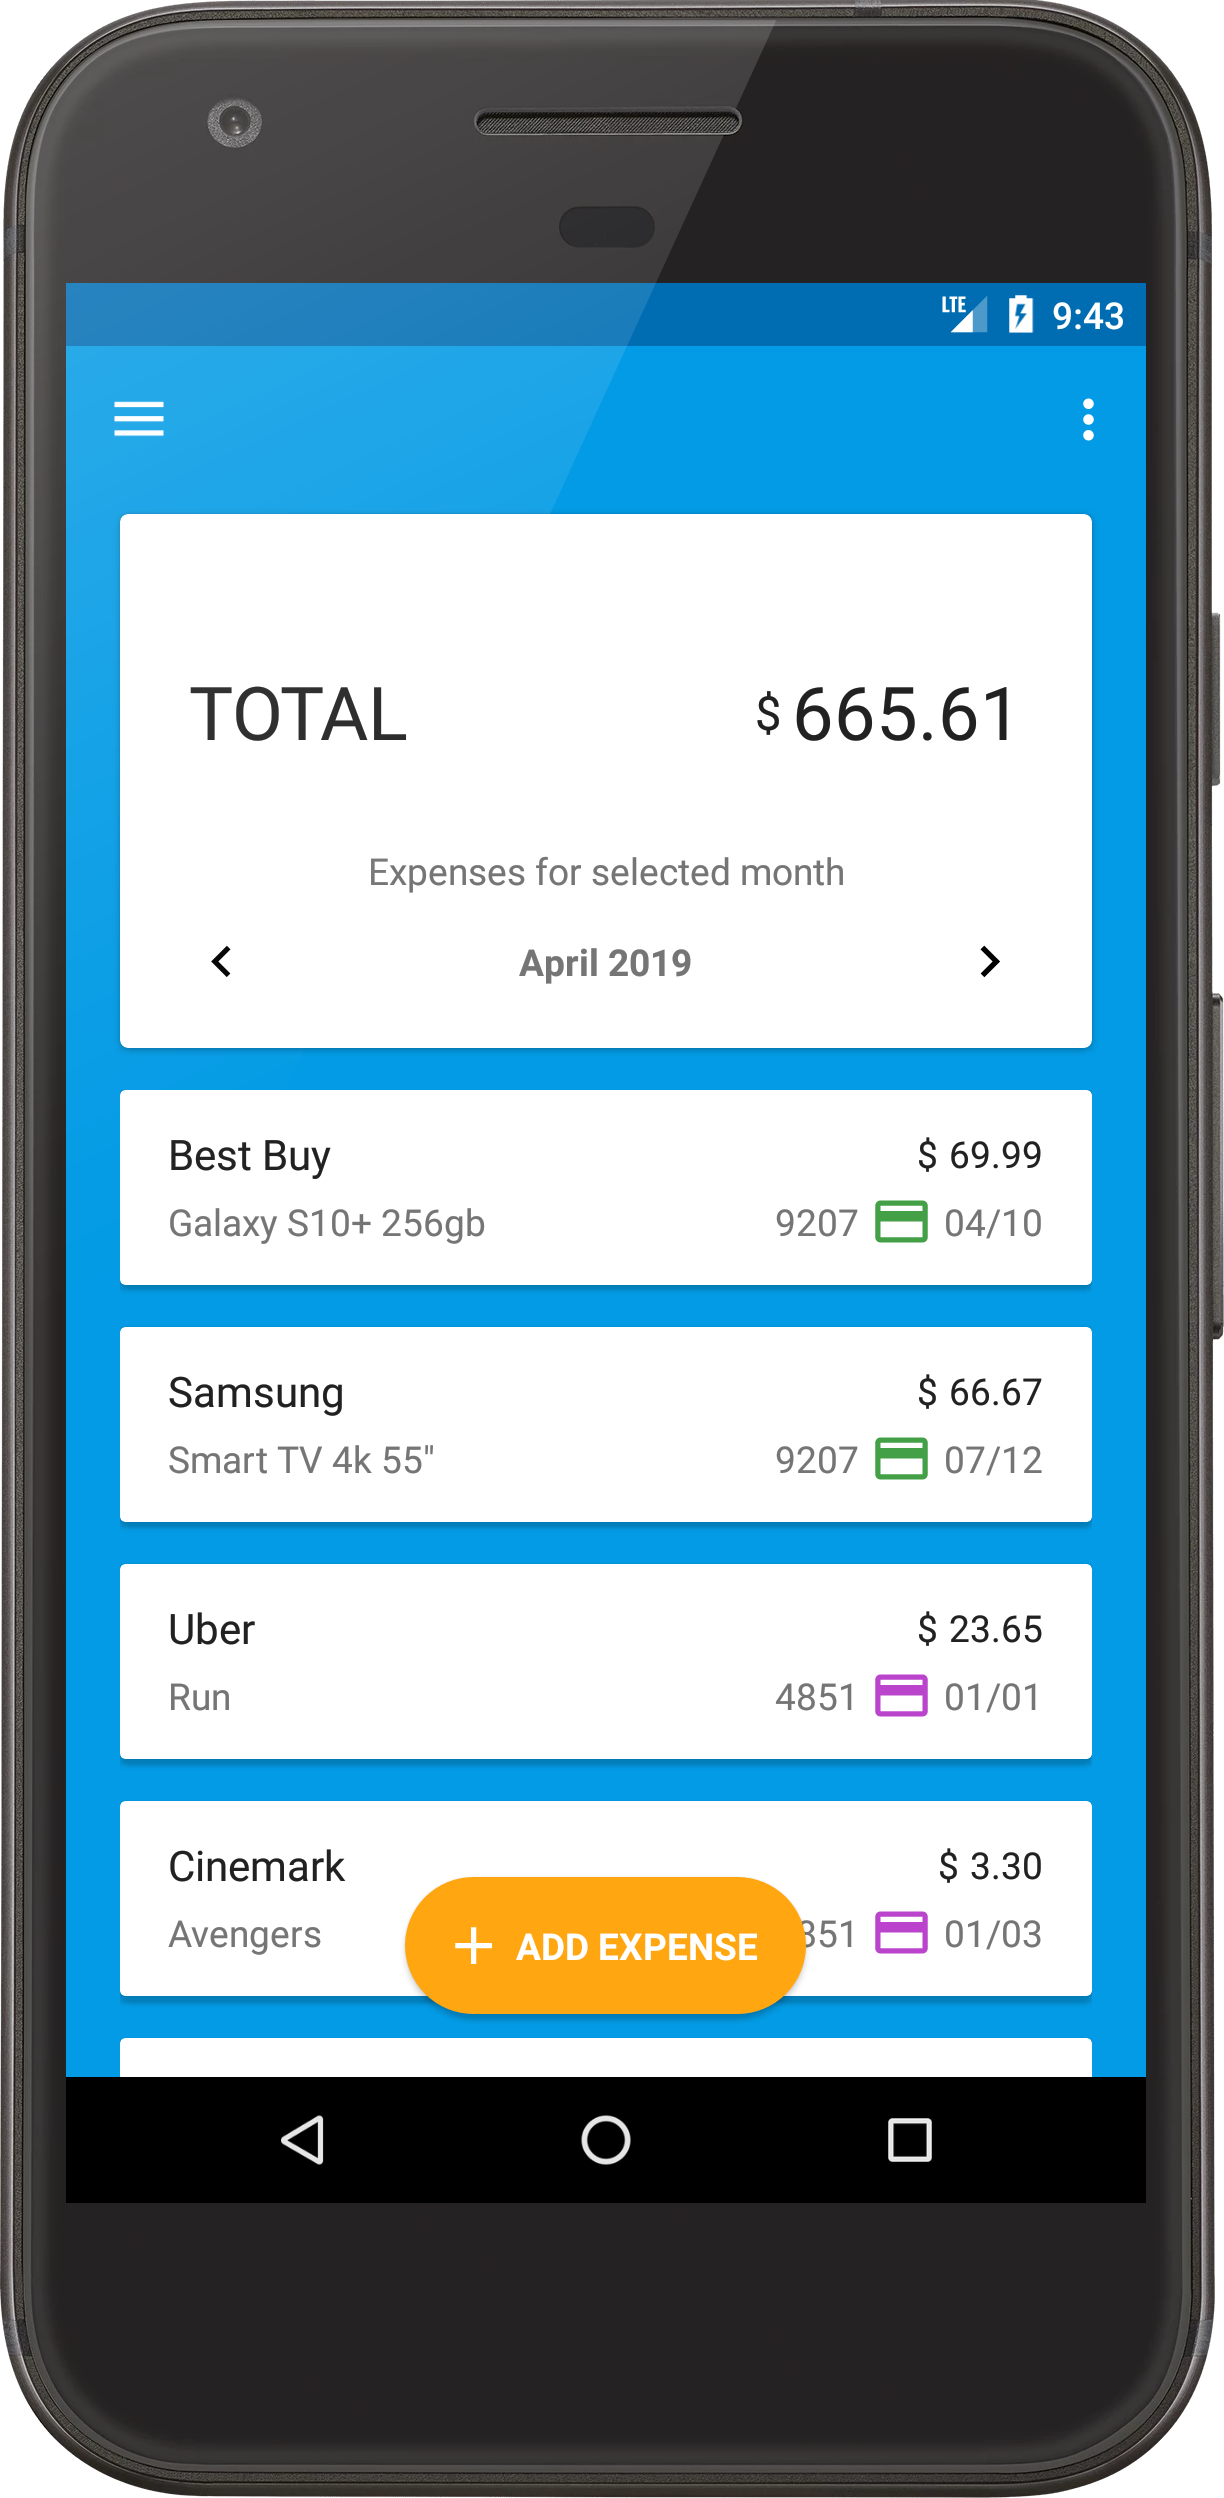 LTE 9:43
TOTAL $ 665.61
Expenses for selected month
April 2019
Best Buy $ 69.99
Galaxy S10+ 256gb 9207 04/10
Samsung $ 66.67
Smart TV 4k 55" 9207 07/12
Uber $ 23.65
Run 4851 01/01
Cinemark $ 3.30
Avengers 851 01/03
+ ADD EXPENSE